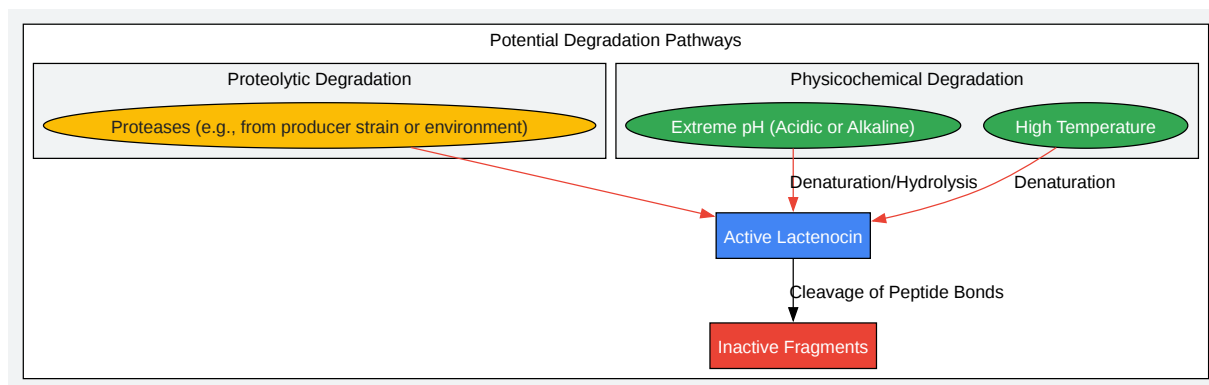 Potential Degradation Pathways
Proteolytic Degradation
Physicochemical Degradation
Proteases (e.g., from producer strain or environment)
Extreme pH (Acidic or Alkaline)
High Temperature
Denaturation/Hydrolysis
Denaturation
Active Lactenocin
Cleavage of Peptide Bonds
Inactive Fragments